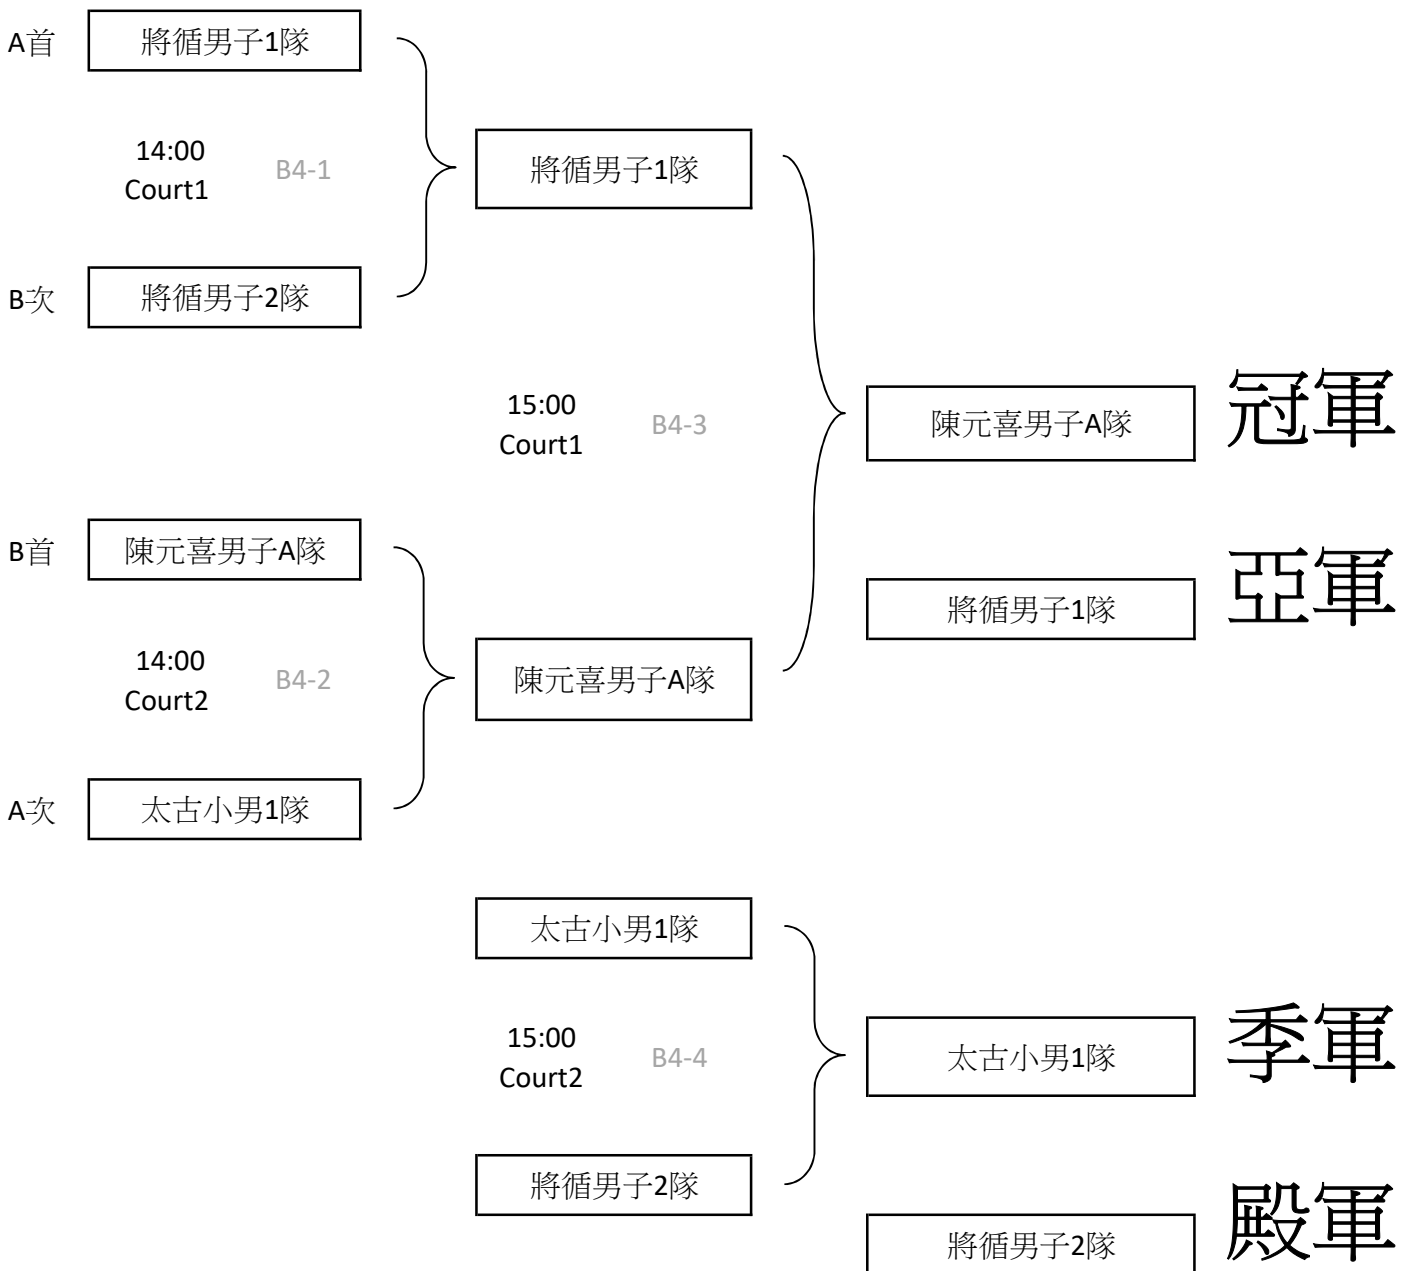 A首
將循男子1隊
14:00
Court1
B4-1
將循男子1隊
B次
將循男子2隊
15:00
Court1
B4-3
陳元喜男子A隊
冠軍
B首
陳元喜男子A隊
將循男子1隊
亞軍
14:00
Court2
B4-2
陳元喜男子A隊
A次
太古小男1隊
太古小男1隊
15:00
Court2
B4-4
太古小男1隊
季軍
將循男子2隊
將循男子2隊
殿軍